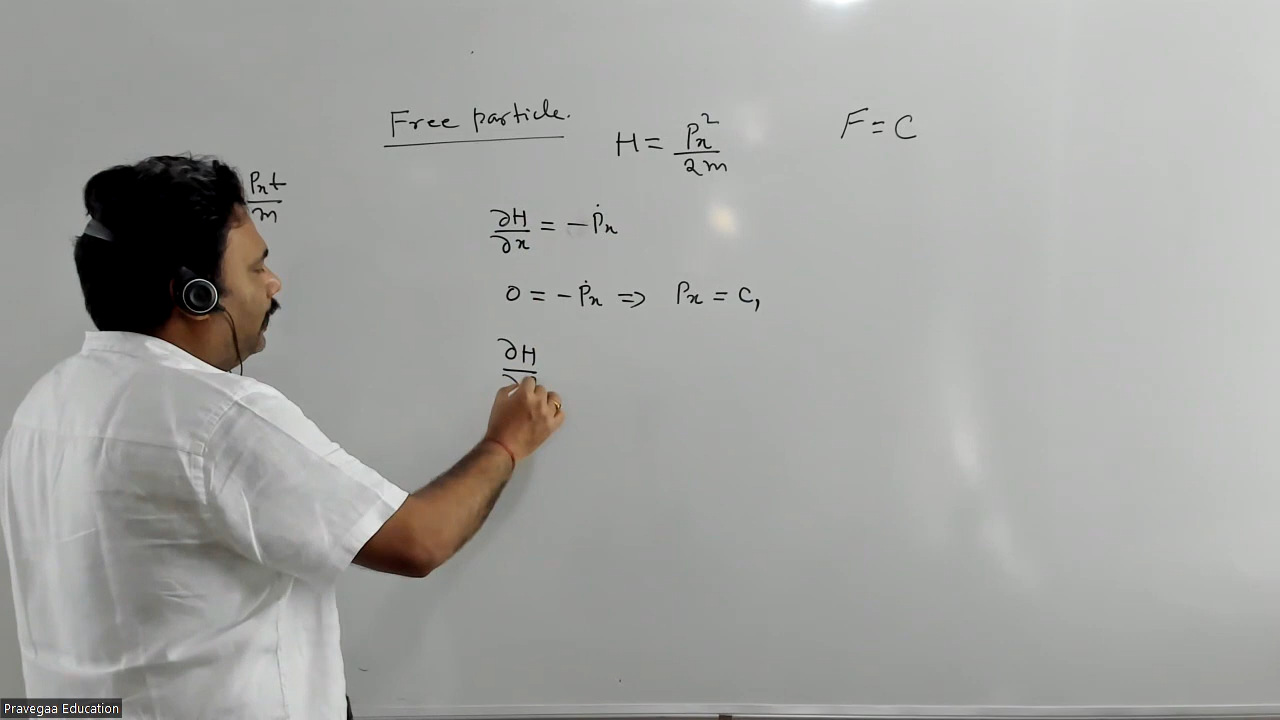 Free particle.
H = Px²/2m
F = C
Pxt/m
∂H/∂x = -Ṗx
0 = -Ṗx ⇒ Px = C₁
∂H
Pravegaa Education